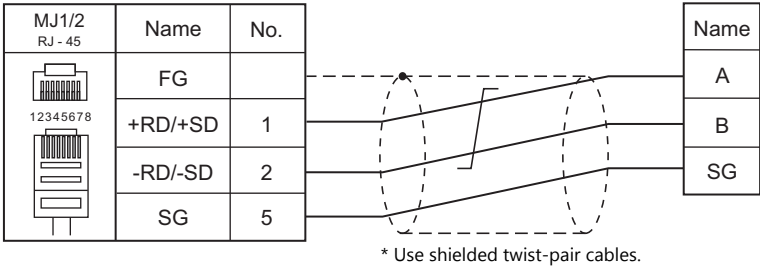 MJ1/2
RJ - 45
Name
No.
Name
FG
A
12345678
+RD/+SD
1
B
-RD/-SD
2
SG
SG
5
* Use shielded twist-pair cables.